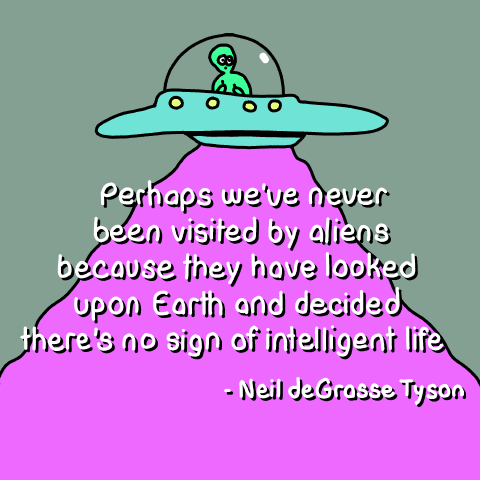 Perhaps we've never
been visited by aliens
because they have looked
upon Earth and decided
there's no sign of intelligent life
- Neil deGrasse Tyson